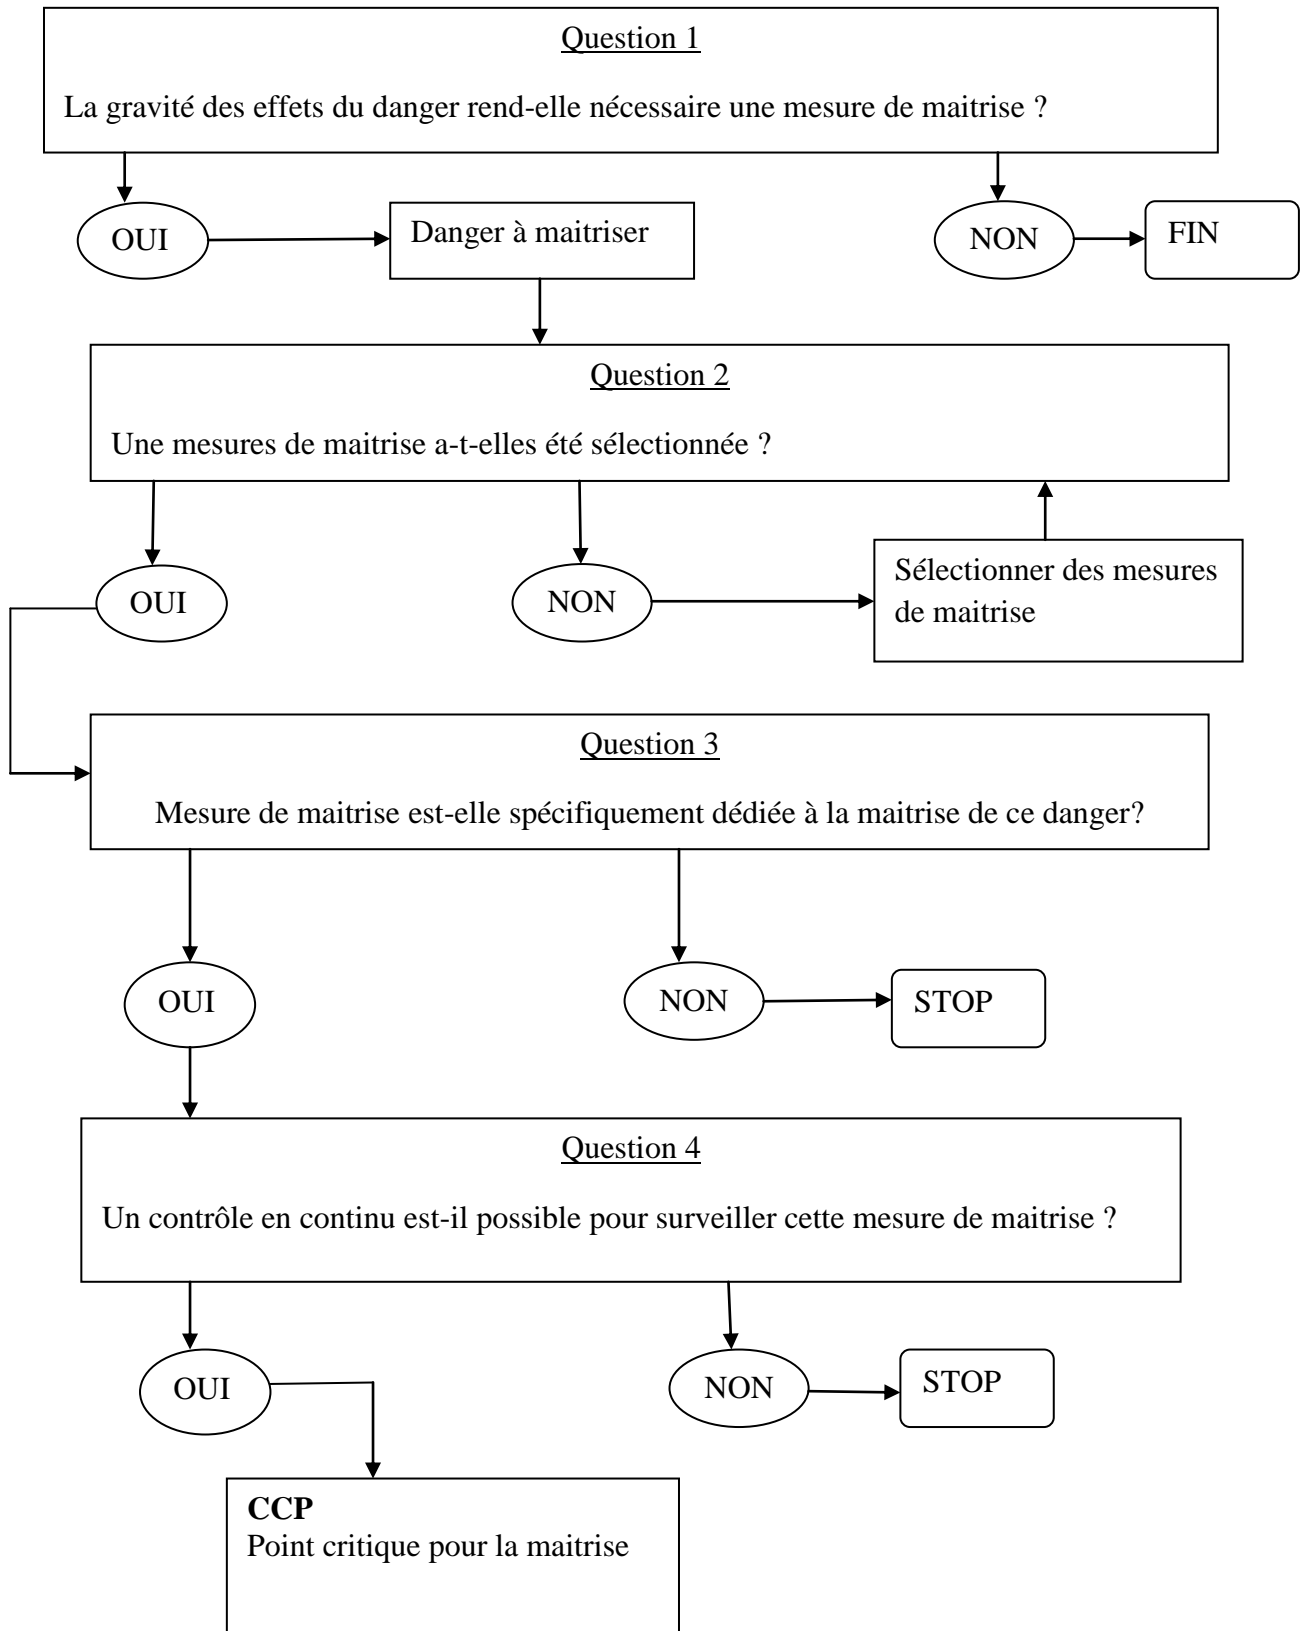 Question 1
La gravité des effets du danger rend-elle nécessaire une mesure de maitrise ?
OUI
Danger à maitriser
NON
FIN
Question 2
Une mesures de maitrise a-t-elles été sélectionnée ?
OUI
NON
Sélectionner des mesures
de maitrise
Question 3
Mesure de maitrise est-elle spécifiquement dédiée à la maitrise de ce danger?
OUI
NON
STOP
Question 4
Un contrôle en continu est-il possible pour surveiller cette mesure de maitrise ?
OUI
NON
STOP
CCP
Point critique pour la maitrise